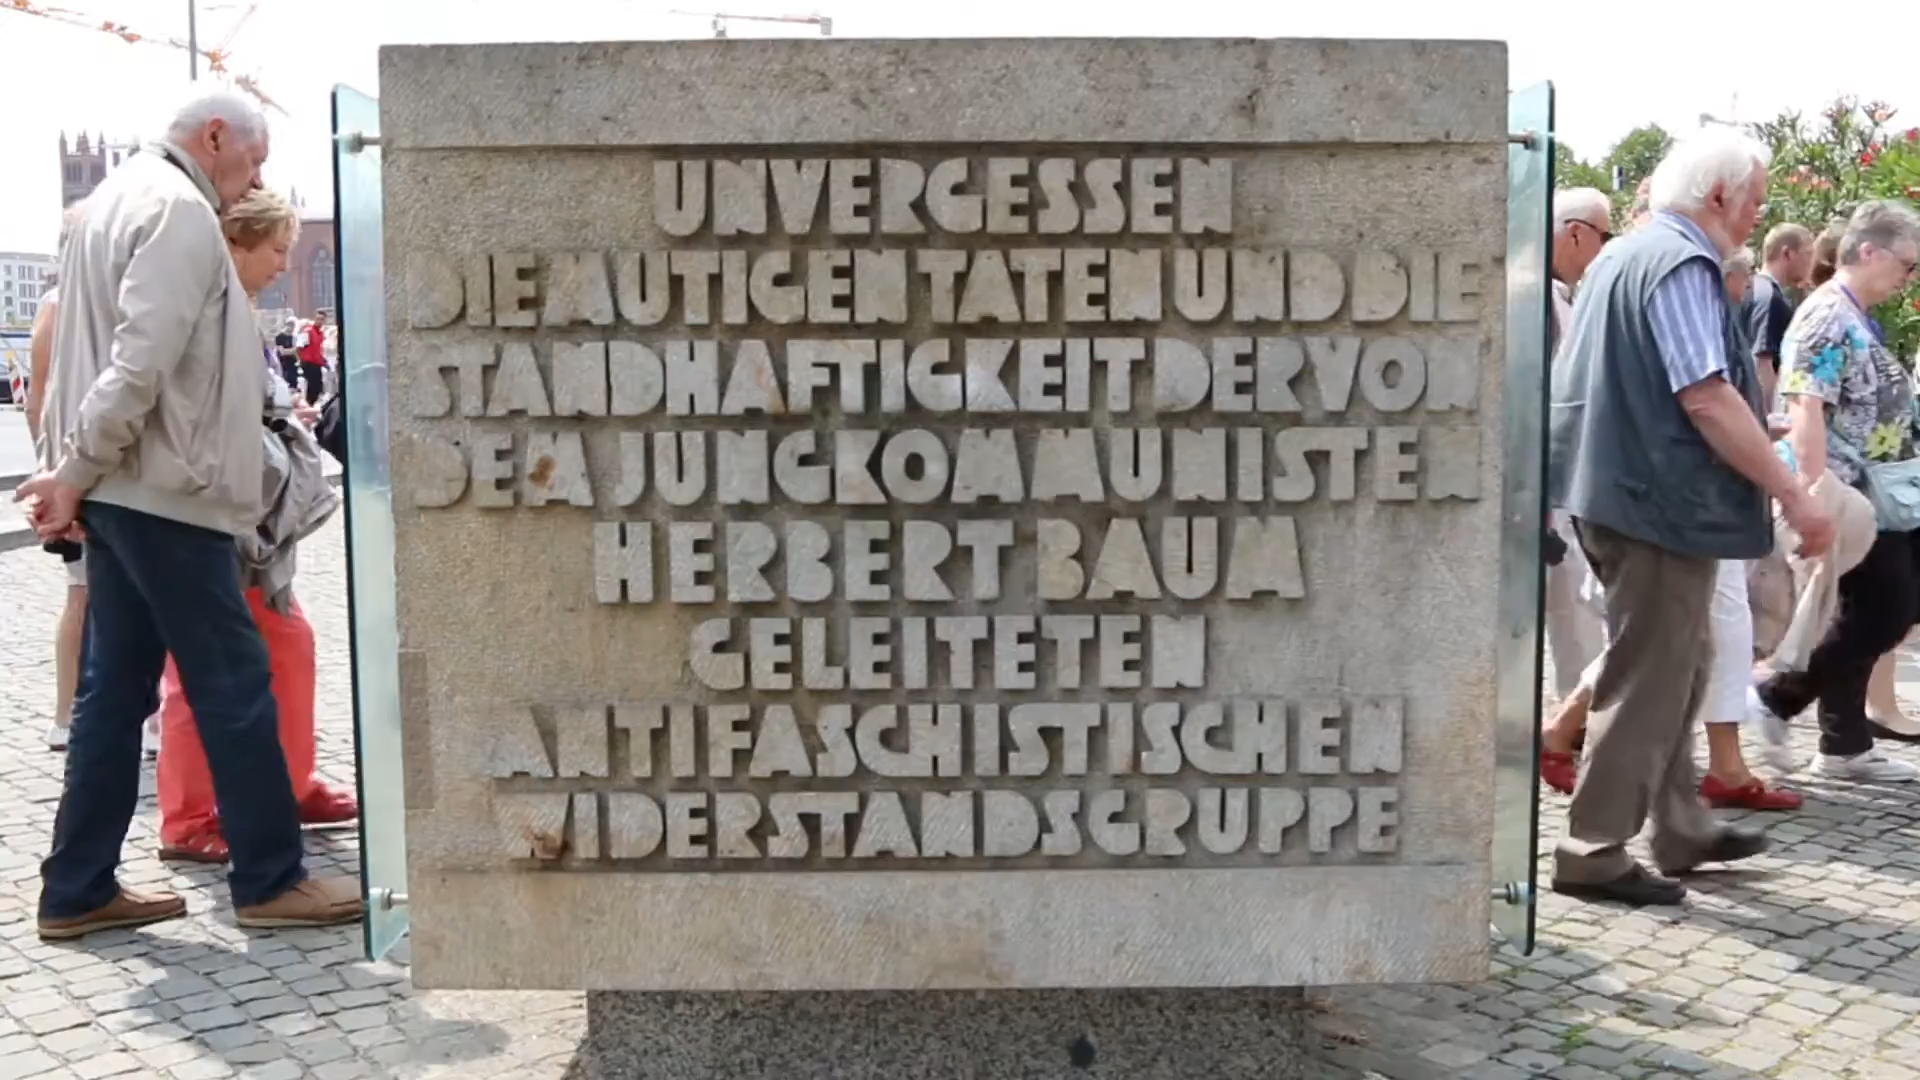 UNVERGESSEN
DIE MUTIGEN TATEN UND DIE
STANDHAFTIGKEIT DER VON
DEM JUNGKOMMUNISTEN
HERBERT BAUM
GELEITETEN
ANTIFASCHISTISCHEN
WIDERSTANDSGRUPPE